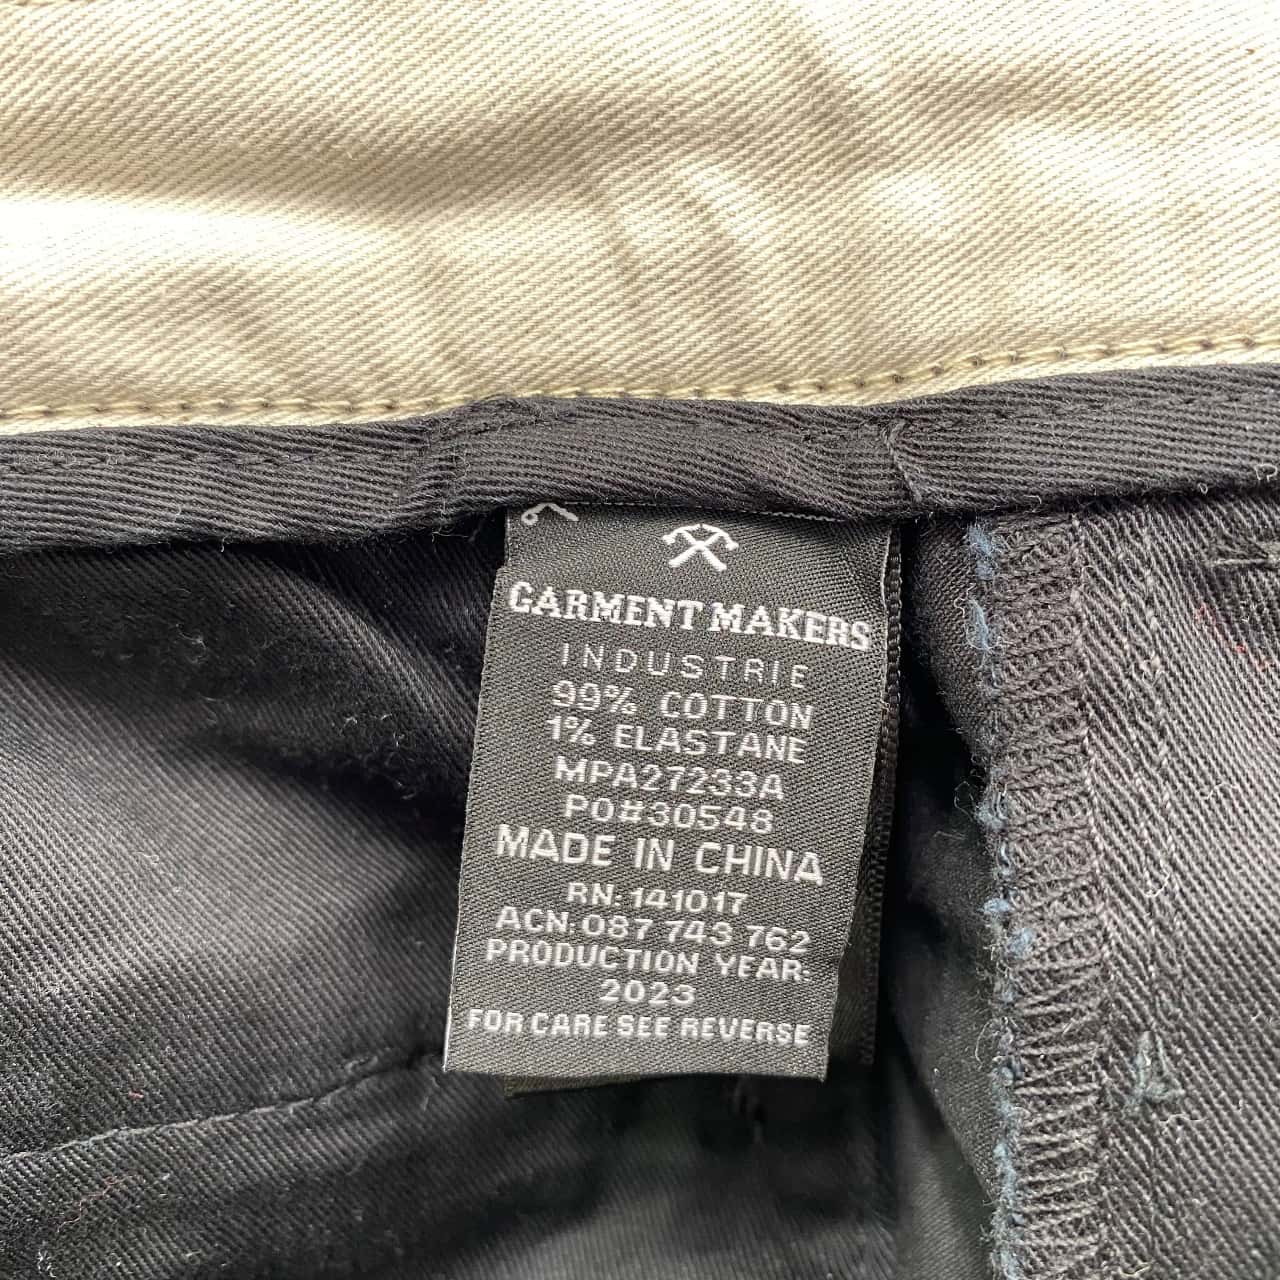 GARMENT MAKERS
INDUSTRIE
99% COTTON
1% ELASTANE
MPA27233A
PO#30548
MADE IN CHINA
RN: 141017
ACN: 087 743 762
PRODUCTION YEAR:
2023
FOR CARE SEE REVERSE